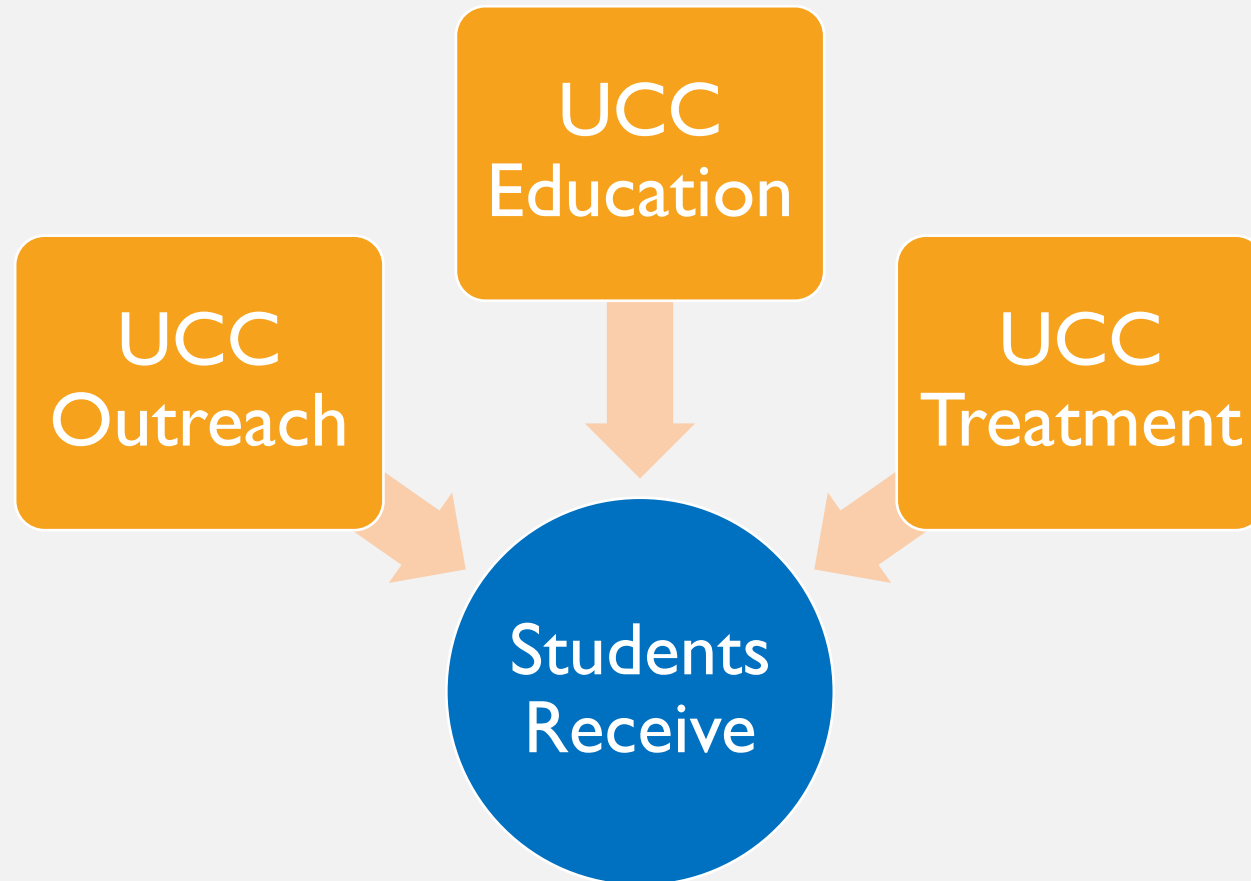 UCC
Education
UCC
Outreach
UCC
Treatment
Students
Receive